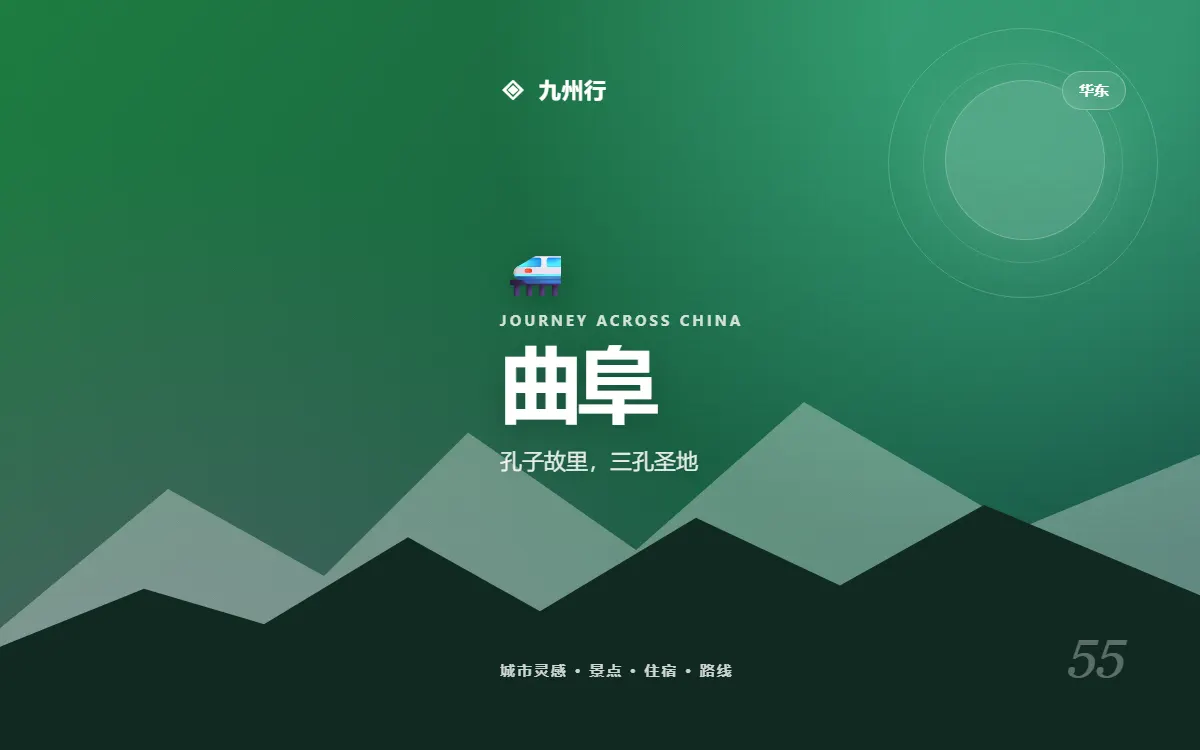 九州行
华东
JOURNEY ACROSS CHINA
曲阜
孔子故里，三孔圣地
城市灵感 • 景点 • 住宿 • 路线
55